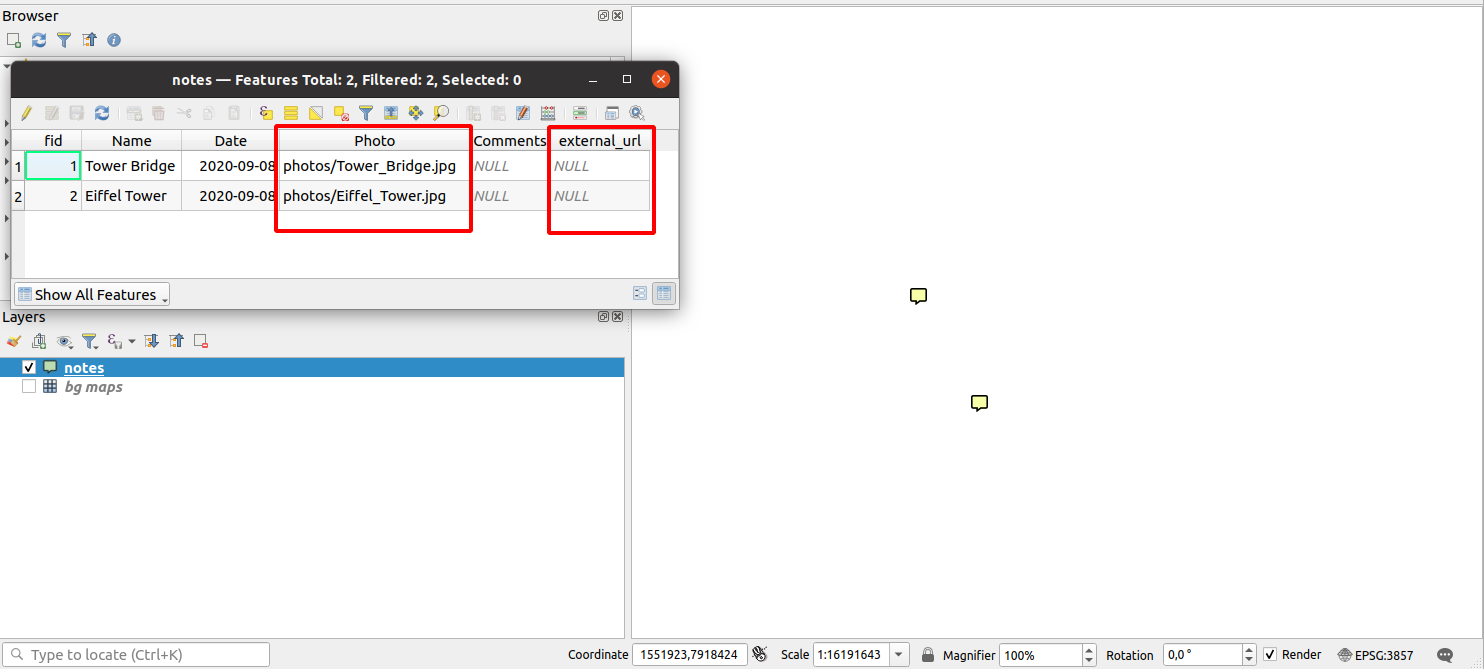 Browser
notes — Features Total: 2, Filtered: 2, Selected: 0
fid Name Date Photo Comments external_url
1 1 Tower Bridge 2020-09-08 photos/Tower_Bridge.jpg NULL NULL
2 2 Eiffel Tower 2020-09-08 photos/Eiffel_Tower.jpg NULL NULL
Show All Features
Layers
notes
bg maps
Type to locate (Ctrl+K) Coordinate 1551923,7918424 Scale 1:16191643 Magnifier 100% Rotation 0,0 ° Render EPSG:3857